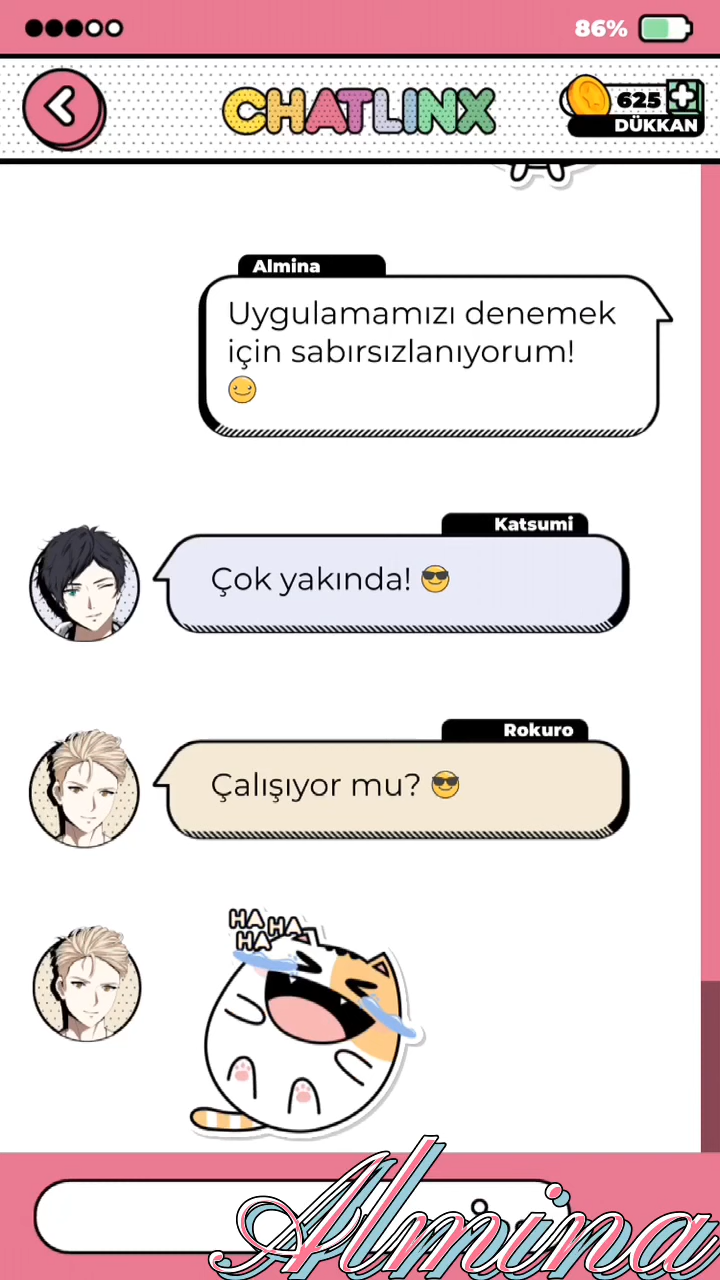 86%
CHATLINX
625
DÜKKAN
Almina
Uygulamamızı denemek
için sabırsızlanıyorum!
Katsumi
Çok yakında!
Rokuro
Çalışıyor mu?
HA HA
HA
Almina